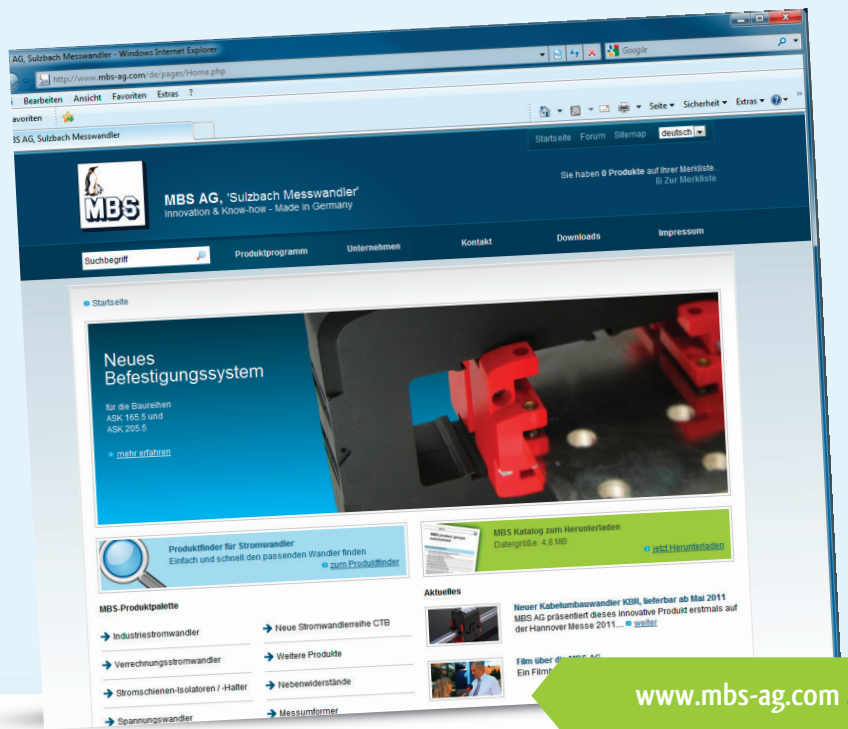 AG, Sulzbach Messwandler - Windows Internet Explorer
http://www.mbs-ag.com/de/pages/Home.php
Google
Bearbeiten Ansicht Favoriten Extras ?
avoriten
Seite Sicherheit Extras
BS AG, Sulzbach Messwandler
Startseite Forum Sitemap deutsch
MBS
MBS AG, 'Sulzbach Messwandler'
Innovation & Know-how - Made in Germany
Sie haben 0 Produkte auf Ihrer Merkliste.
Zur Merkliste
Suchbegriff
Produktprogramm Unternehmen Kontakt Downloads Impressum
Startseite
Neues
Befestigungssystem
für die Baureihen
ASK 165.5 und
ASK 205.5
mehr erfahren
Produktfinder für Stromwandler
Einfach und schnell den passenden Wandler finden
zum Produktfinder
MBS Katalog zum Herunterladen
Dateigröße: 4,8 MB
jetzt Herunterladen
MBS-Produktpalette
Industriestromwandler
Verrechnungsstromwandler
Stromschienen-Isolatoren / -Halter
Spannungswandler
Neue Stromwandlerreihe CTB
Weitere Produkte
Nebenwiderstände
Messumformer
Aktuelles
Neuer Kabelumbauwandler KBR, lieferbar ab Mai 2011
MBS AG präsentiert dieses innovative Produkt erstmals auf
der Hannover Messe 2011.... weiter
Film über die MBS AG
Ein Film
www.mbs-ag.com